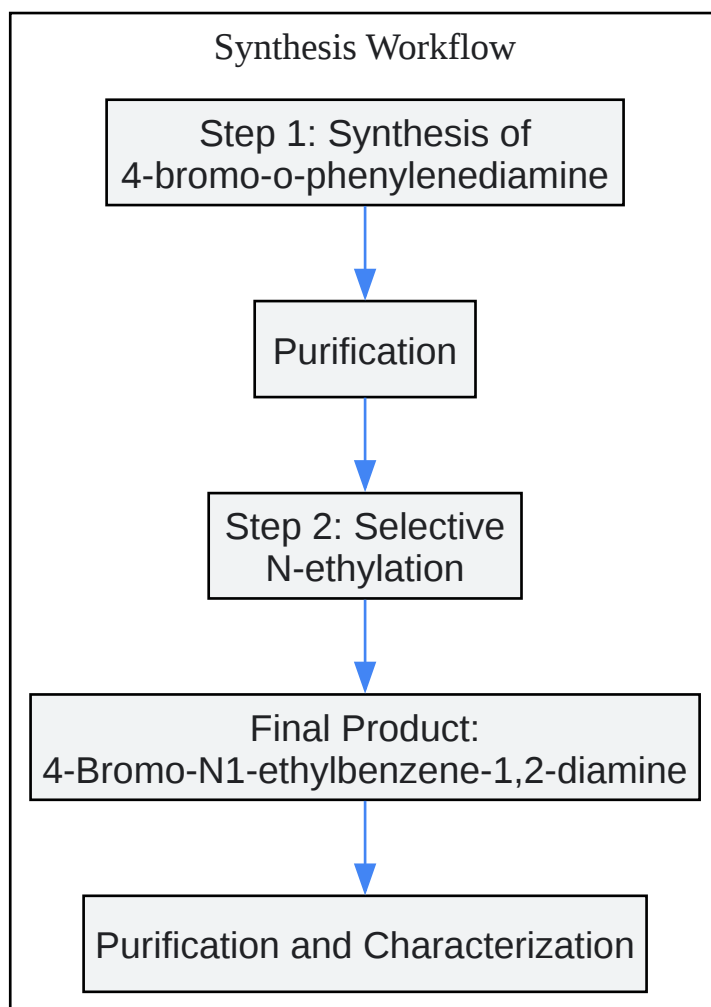 Synthesis Workflow
Step 1: Synthesis of
4-bromo-o-phenylenediamine
Purification
Step 2: Selective
N-ethylation
Final Product:
4-Bromo-N1-ethylbenzene-1,2-diamine
Purification and Characterization